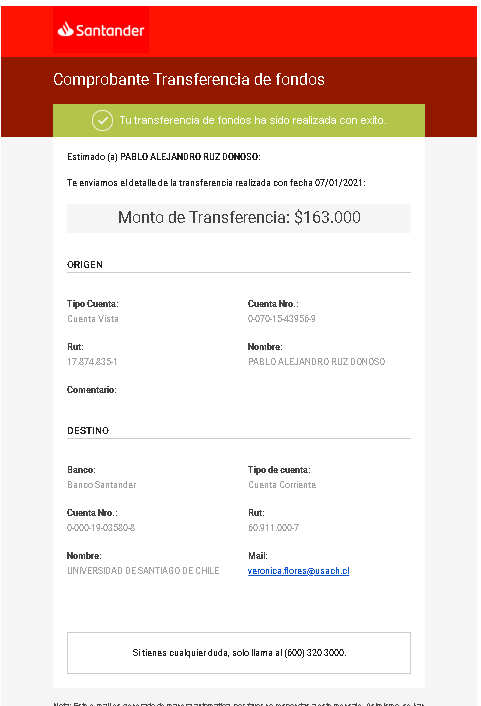 Santander
Comprobante Transferencia de fondos
Tu transferencia de fondos ha sido realizada con exito.
Estimado (a) PABLO ALEJANDRO RUZ DONOSO:
Te enviamos el detalle de la transferencia realizada con fecha 07/01/2021:
Monto de Transferencia: $163.000
ORIGEN
Tipo Cuenta: Cuenta Nro.:
Cuenta Vista 0-070-15-43956-9
Rut: Nombre:
17.874.835-1 PABLO ALEJANDRO RUZ DONOSO
Comentario:
DESTINO
Banco: Tipo de cuenta:
Banco Santander Cuenta Corriente
Cuenta Nro.: Rut:
0-000-19-03580-8 60.911.000-7
Nombre: Mail:
UNIVERSIDAD DE SANTIAGO DE CHILE veronica.flores@usach.cl
Si tienes cualquier duda, solo llama al (600) 320 3000.